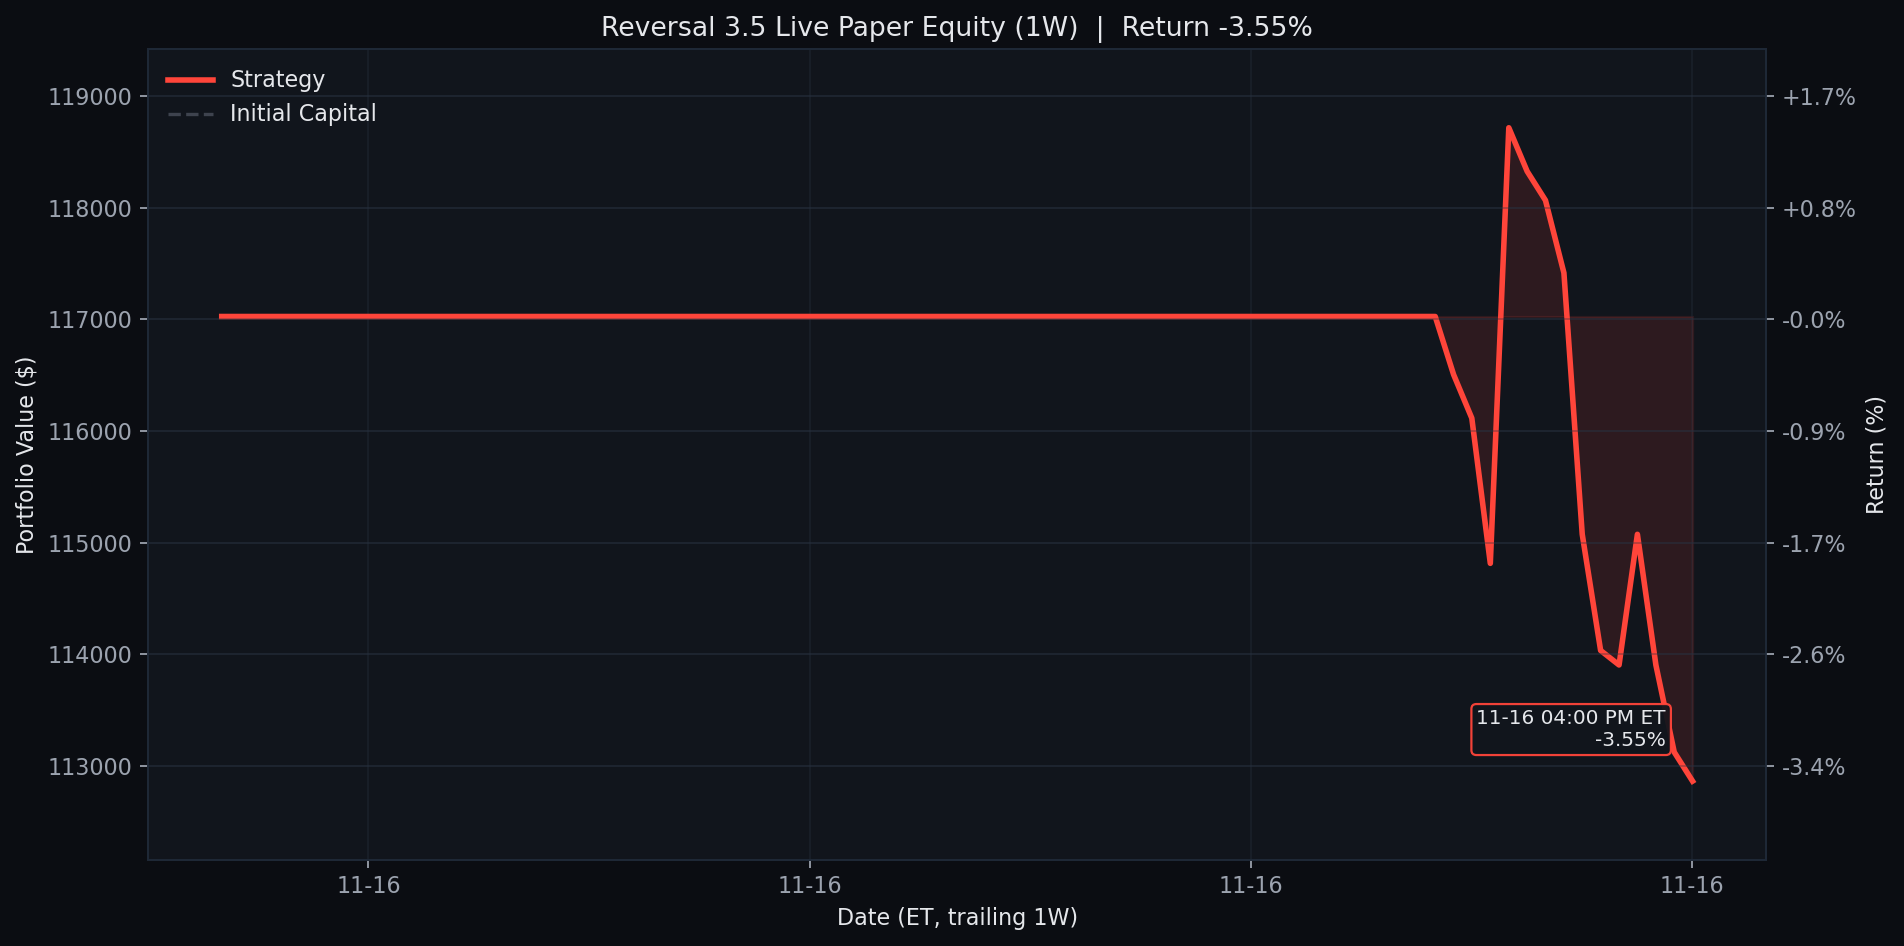 Reversal 3.5 Live Paper Equity (1W)  |  Return -3.55%
Strategy
Initial Capital
119000
118000
117000
116000
115000
114000
113000
Portfolio Value ($)
+1.7%
+0.8%
-0.0%
-0.9%
-1.7%
-2.6%
-3.4%
Return (%)
11-16 04:00 PM ET
-3.55%
11-16
11-16
11-16
11-16
Date (ET, trailing 1W)